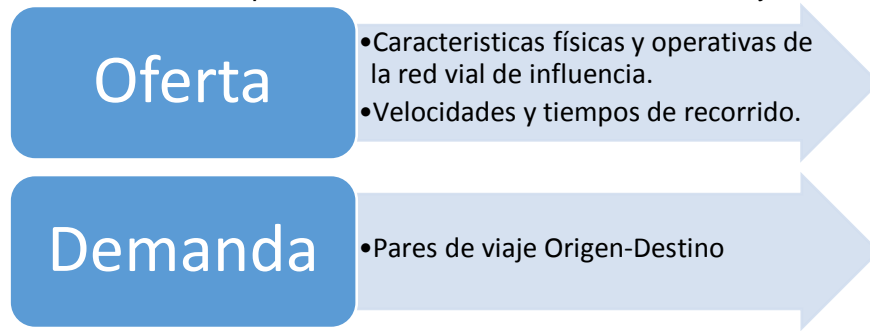 Oferta
•Caracteristicas físicas y operativas de
la red vial de influencia.
•Velocidades y tiempos de recorrido.
Demanda
•Pares de viaje Origen-Destino